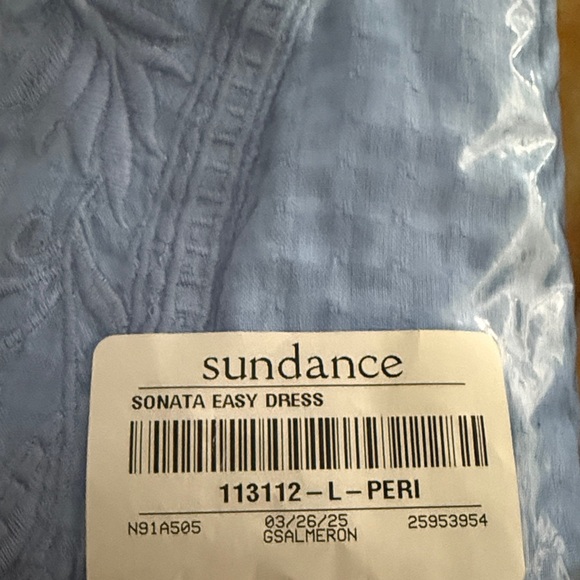 sundance
SONATA EASY DRESS
113112-L-PERI
N91A505 03/26/25 25953954
GSALMERON